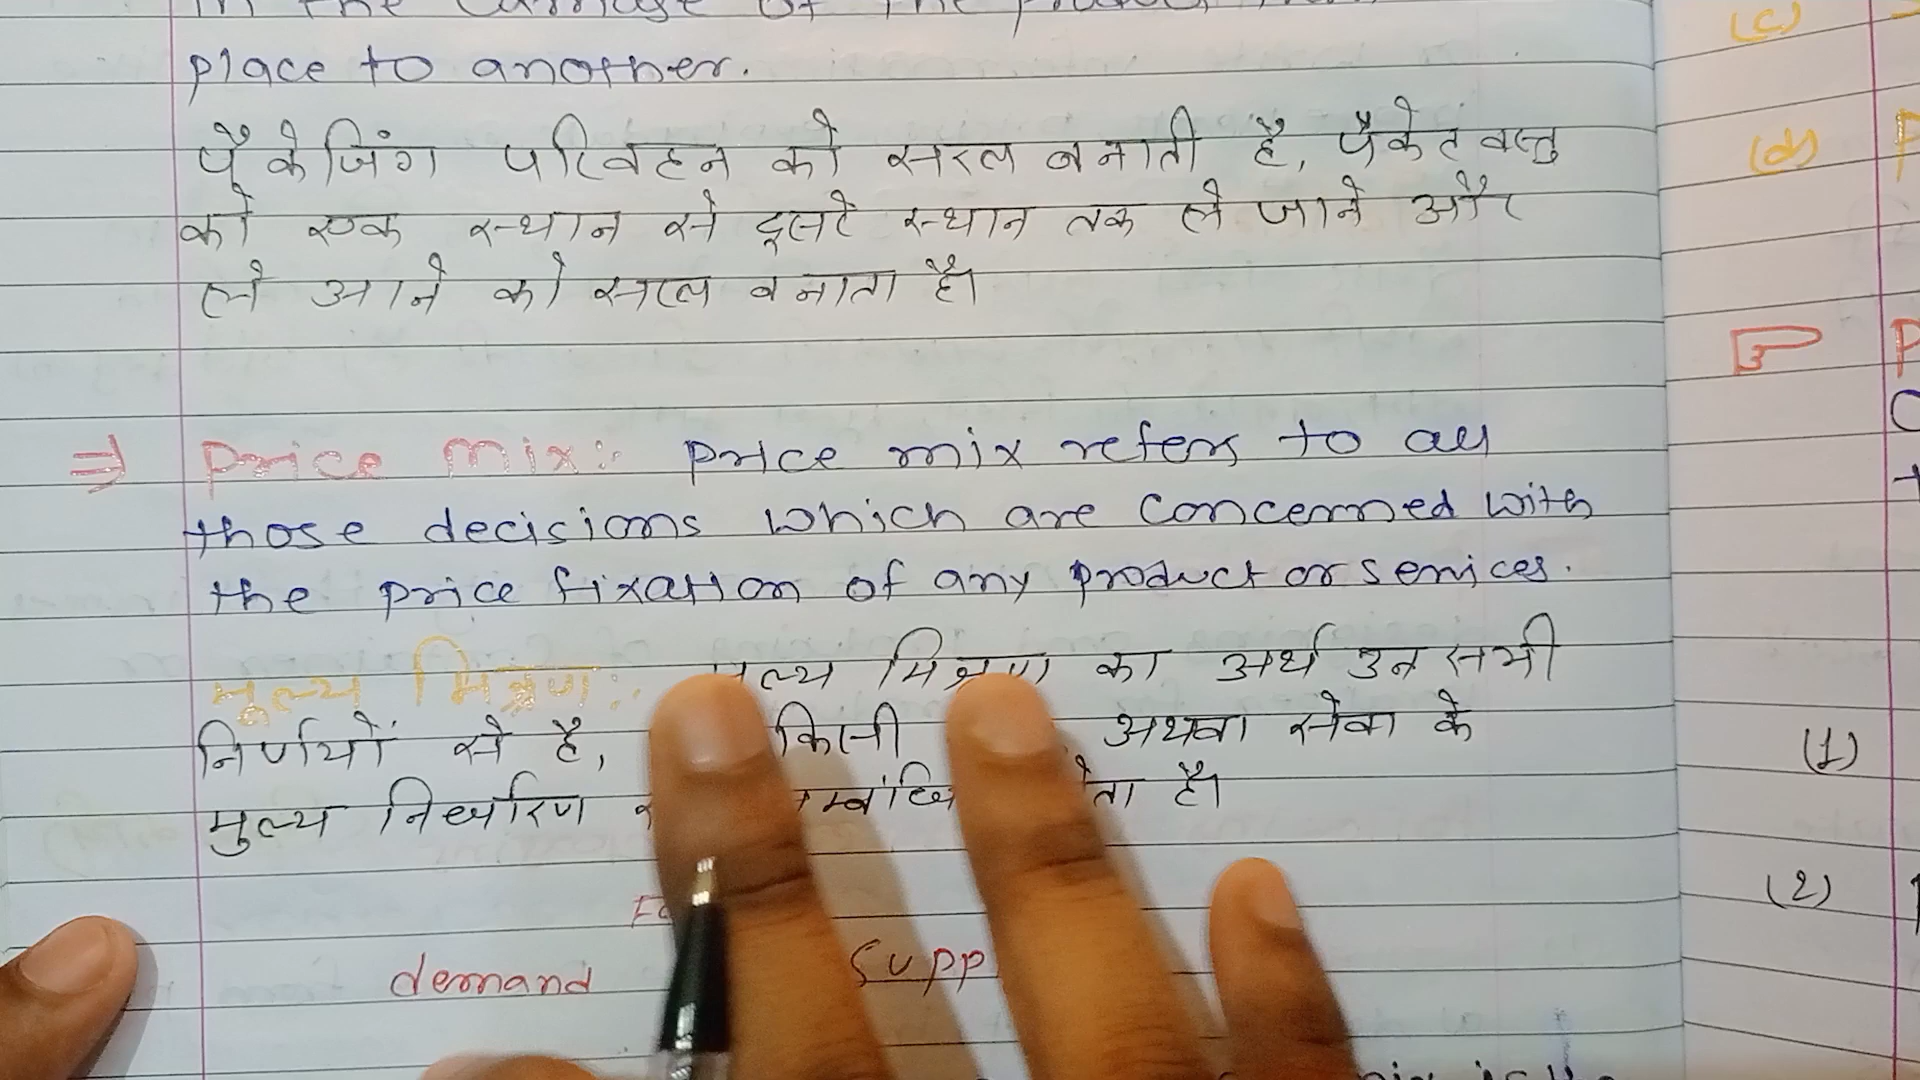 place to another.
पैकेजिंग परिवहन को सरल बनाती है, पैकेट वस्तु
को एक स्थान से दूसरे स्थान तक ले जाने और
ले आने को सरल बनाता है।
⇒ Price Mix:- Price mix refers to all
those decisions which are concerned with
the price fixation of any product or services.
मुल्य मिश्रण:- मुल्य मिश्रण का अर्थ उन सभी
निर्णयों से है, किसी अथवा सेवा के
मुल्य निर्धारण है।
demand
(c)
(d)
(1)
(2)